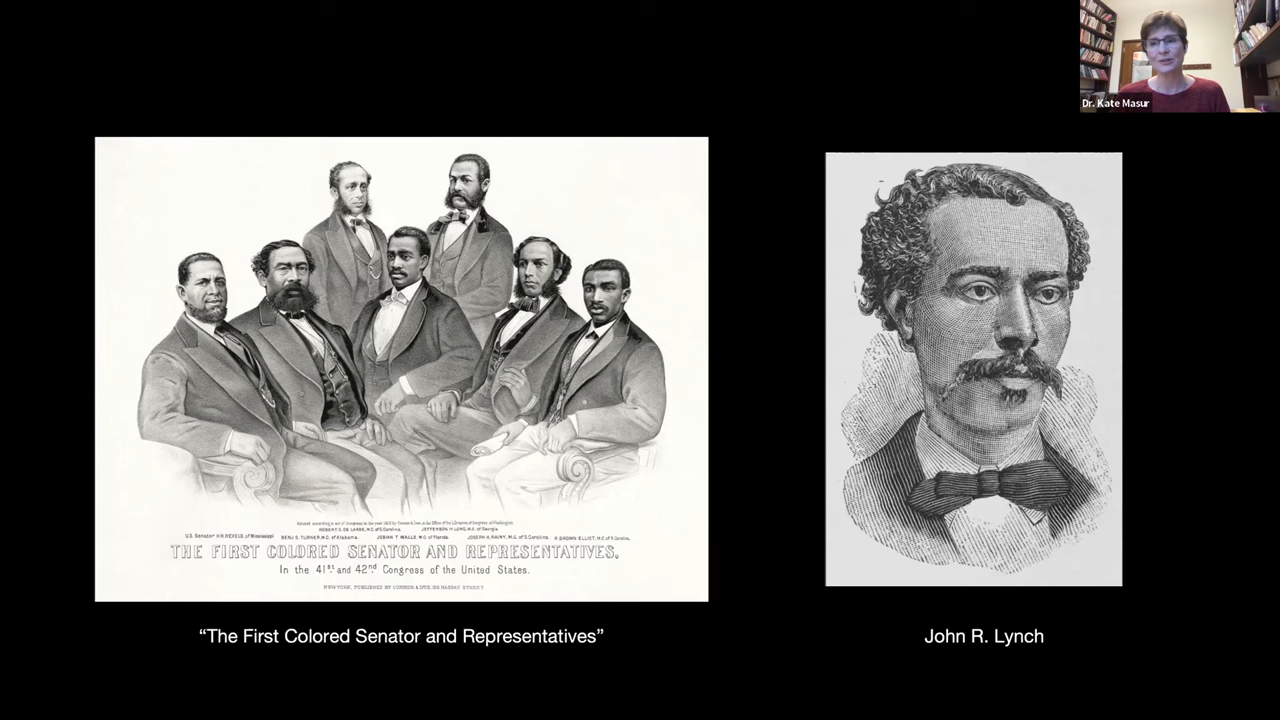 Dr. Kate Masur
ROBERT C. DE LARGE, M.C. of S. Carolina. JEFFERSON H. LONG, M.C. of Georgia.
U.S. Senator H.R. REVELS, of Mississippi BENJ. S. TURNER, M.C. of Alabama. JOSIAH T. WALLS, M.C. of Florida. JOSEPH H. RAINY, M.C. of S. Carolina. R. BROWN ELLIOT, M.C. of S. Carolina.
THE FIRST COLORED SENATOR AND REPRESENTATIVES.
In the 41st and 42nd Congress of the United States.
NEW YORK, PUBLISHED BY CURRIER & IVES, 125 NASSAU STREET.
“The First Colored Senator and Representatives”
John R. Lynch